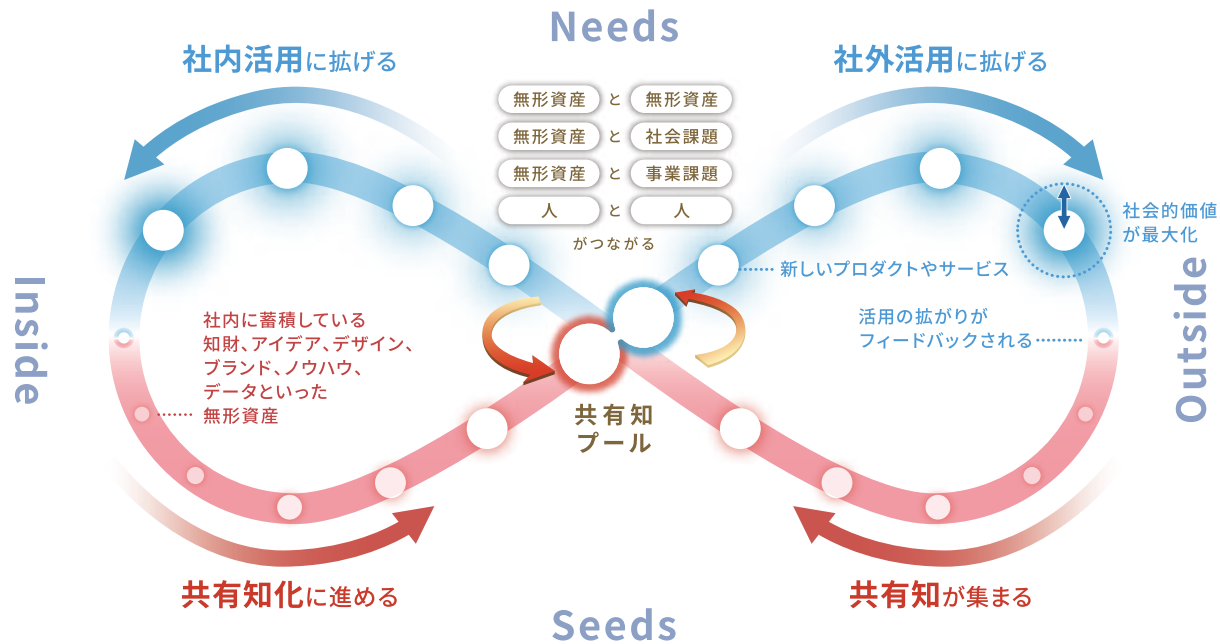 Needs
社内活用に拡げる
社外活用に拡げる
無形資産 と 無形資産
無形資産 と 社会課題
無形資産 と 事業課題
人 と 人
がつながる
社会的価値
が最大化
新しいプロダクトやサービス
Inside
Outside
社内に蓄積している
知財、アイデア、デザイン、
ブランド、ノウハウ、
データといった
無形資産
活用の拡がりが
フィードバックされる
共有知
プール
共有知化に進める
共有知が集まる
Seeds